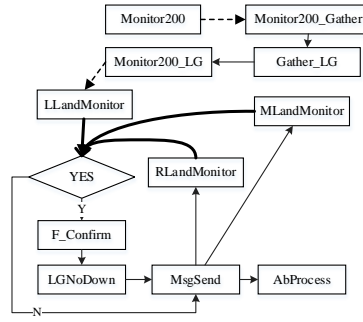 Monitor200
Monitor200_Gather
Monitor200_LG
Gather_LG
LLandMonitor
MLandMonitor
YES
RLandMonitor
Y
F_Confirm
LGNoDown
MsgSend
AbProcess
N